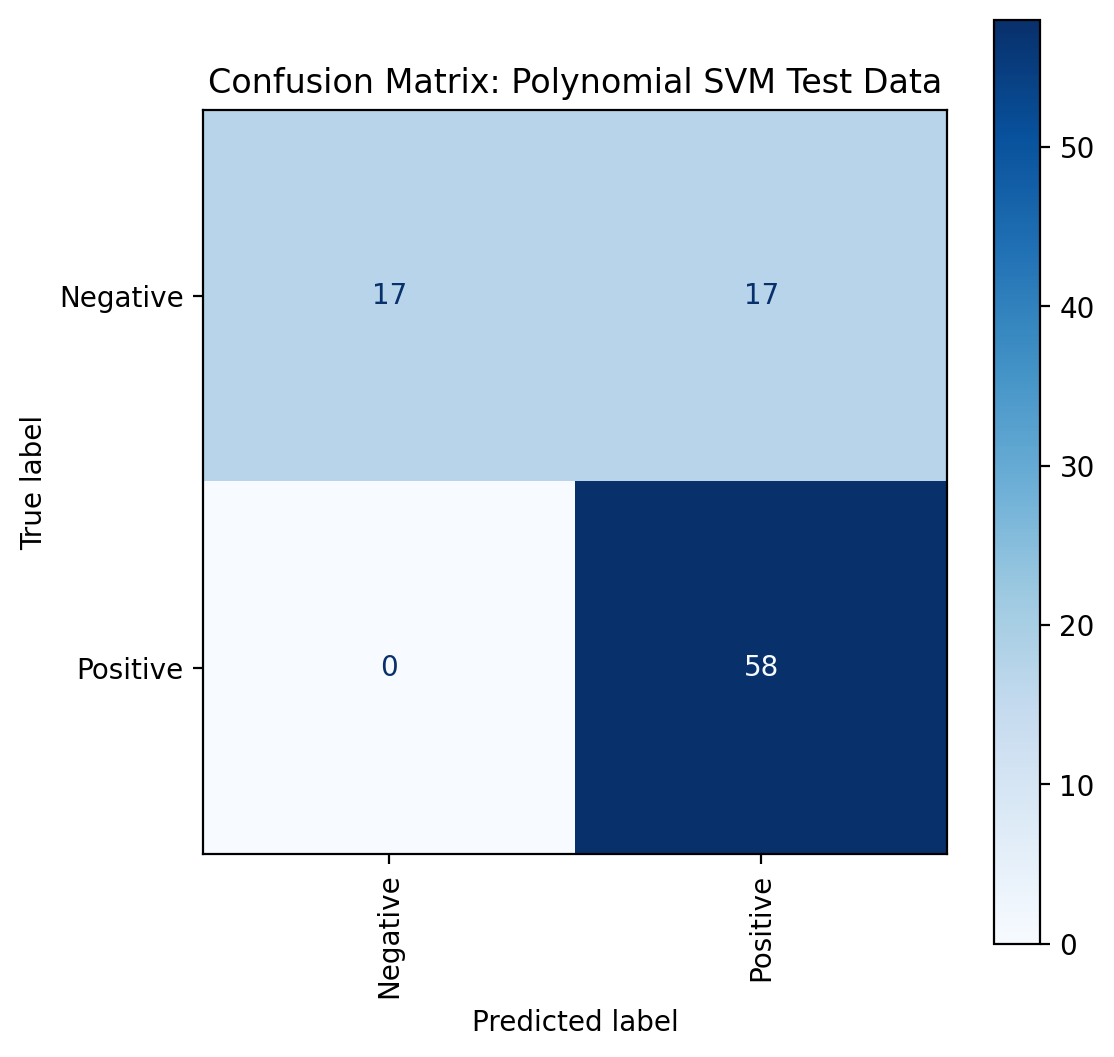 Confusion Matrix: Polynomial SVM Test Data
True label
Negative
Positive
17
17
0
58
Negative
Positive
Predicted label
50
40
30
20
10
0